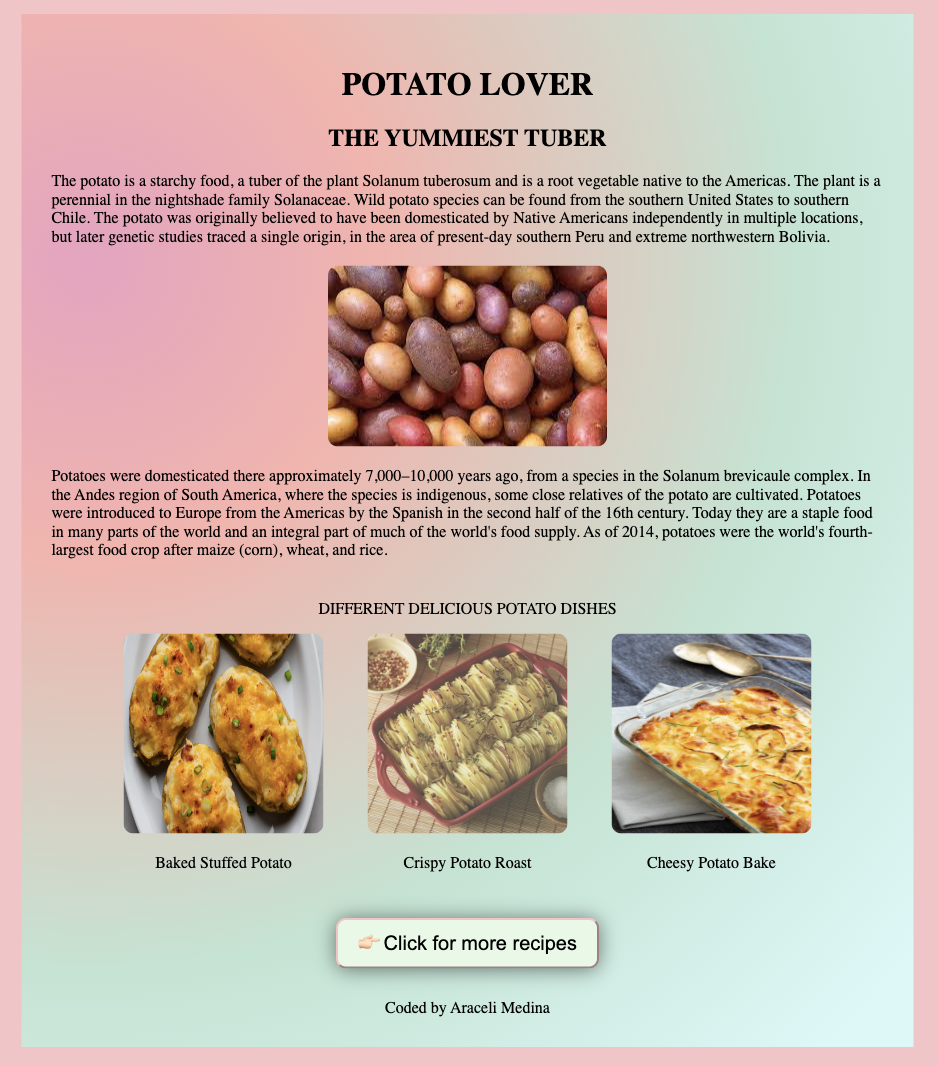 POTATO LOVER
THE YUMMIEST TUBER
The potato is a starchy food, a tuber of the plant Solanum tuberosum and is a root vegetable native to the Americas. The plant is a
perennial in the nightshade family Solanaceae. Wild potato species can be found from the southern United States to southern
Chile. The potato was originally believed to have been domesticated by Native Americans independently in multiple locations,
but later genetic studies traced a single origin, in the area of present-day southern Peru and extreme northwestern Bolivia.
Potatoes were domesticated there approximately 7,000–10,000 years ago, from a species in the Solanum brevicaule complex. In
the Andes region of South America, where the species is indigenous, some close relatives of the potato are cultivated. Potatoes
were introduced to Europe from the Americas by the Spanish in the second half of the 16th century. Today they are a staple food
in many parts of the world and an integral part of much of the world's food supply. As of 2014, potatoes were the world's fourth-
largest food crop after maize (corn), wheat, and rice.
DIFFERENT DELICIOUS POTATO DISHES
Baked Stuffed Potato
Crispy Potato Roast
Cheesy Potato Bake
👉🏻Click for more recipes
Coded by Araceli Medina